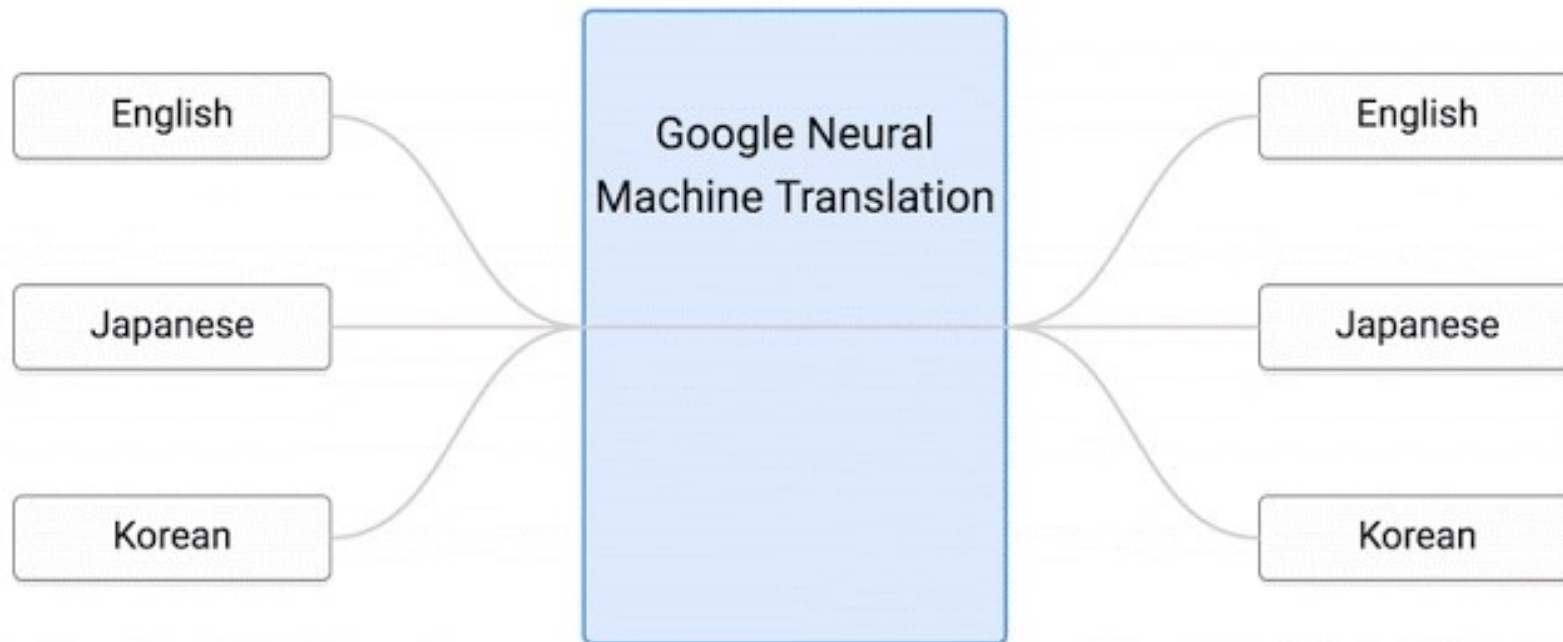 English
Japanese
Korean
Google Neural
Machine Translation
English
Japanese
Korean